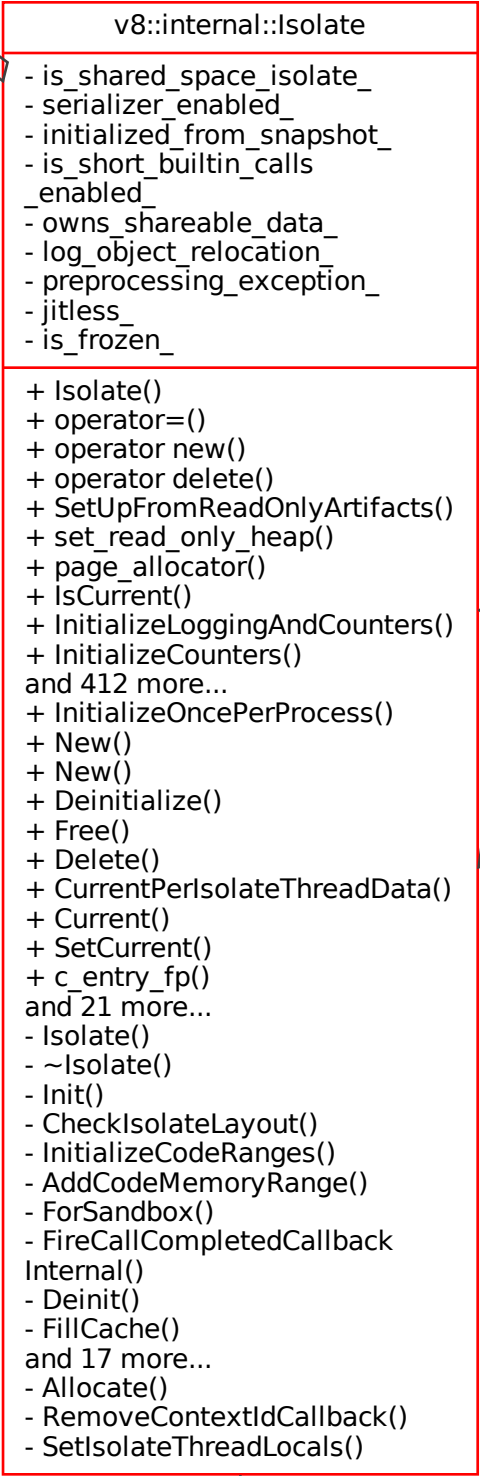 v8::internal::Isolate
- is_shared_space_isolate_
- serializer_enabled_
- initialized_from_snapshot_
- is_short_builtin_calls
_enabled_
- owns_shareable_data_
- log_object_relocation_
- preprocessing_exception_
- jitless_
- is_frozen_
+ Isolate()
+ operator=()
+ operator new()
+ operator delete()
+ SetUpFromReadOnlyArtifacts()
+ set_read_only_heap()
+ page_allocator()
+ IsCurrent()
+ InitializeLoggingAndCounters()
+ InitializeCounters()
and 412 more...
+ InitializeOncePerProcess()
+ New()
+ New()
+ Deinitialize()
+ Free()
+ Delete()
+ CurrentPerIsolateThreadData()
+ Current()
+ SetCurrent()
+ c_entry_fp()
and 21 more...
- Isolate()
- ~Isolate()
- Init()
- CheckIsolateLayout()
- InitializeCodeRanges()
- AddCodeMemoryRange()
- ForSandbox()
- FireCallCompletedCallback
Internal()
- Deinit()
- FillCache()
and 17 more...
- Allocate()
- RemoveContextIdCallback()
- SetIsolateThreadLocals()